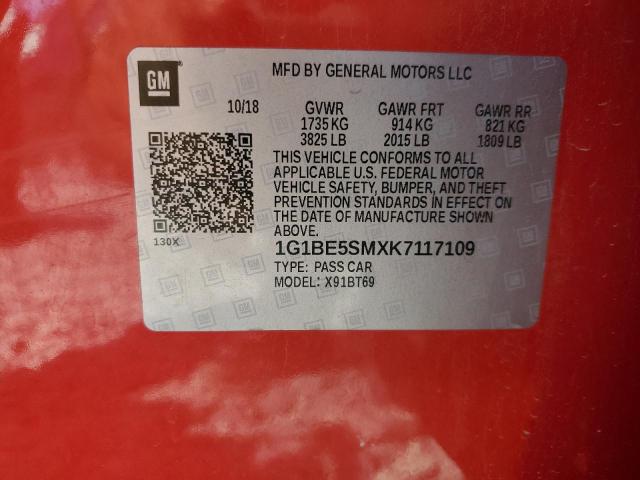 GM
MFD BY GENERAL MOTORS LLC
10/18 GVWR GAWR FRT GAWR RR
1735 KG 914 KG 821 KG
3825 LB 2015 LB 1809 LB
THIS VEHICLE CONFORMS TO ALL
APPLICABLE U.S. FEDERAL MOTOR
VEHICLE SAFETY, BUMPER, AND THEFT
PREVENTION STANDARDS IN EFFECT ON
THE DATE OF MANUFACTURE SHOWN
ABOVE.
130X
1G1BE5SMXK7117109
TYPE: PASS CAR
MODEL: X91BT69